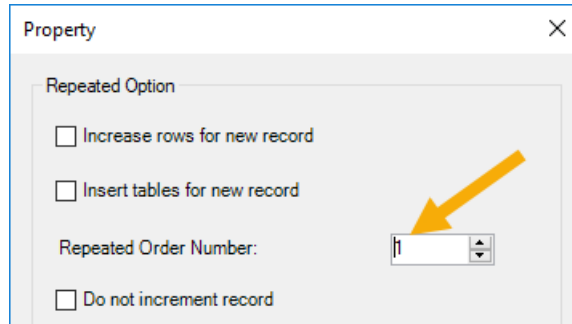 Property
Repeated Option
Increase rows for new record
Insert tables for new record
Repeated Order Number: 1
Do not increment record